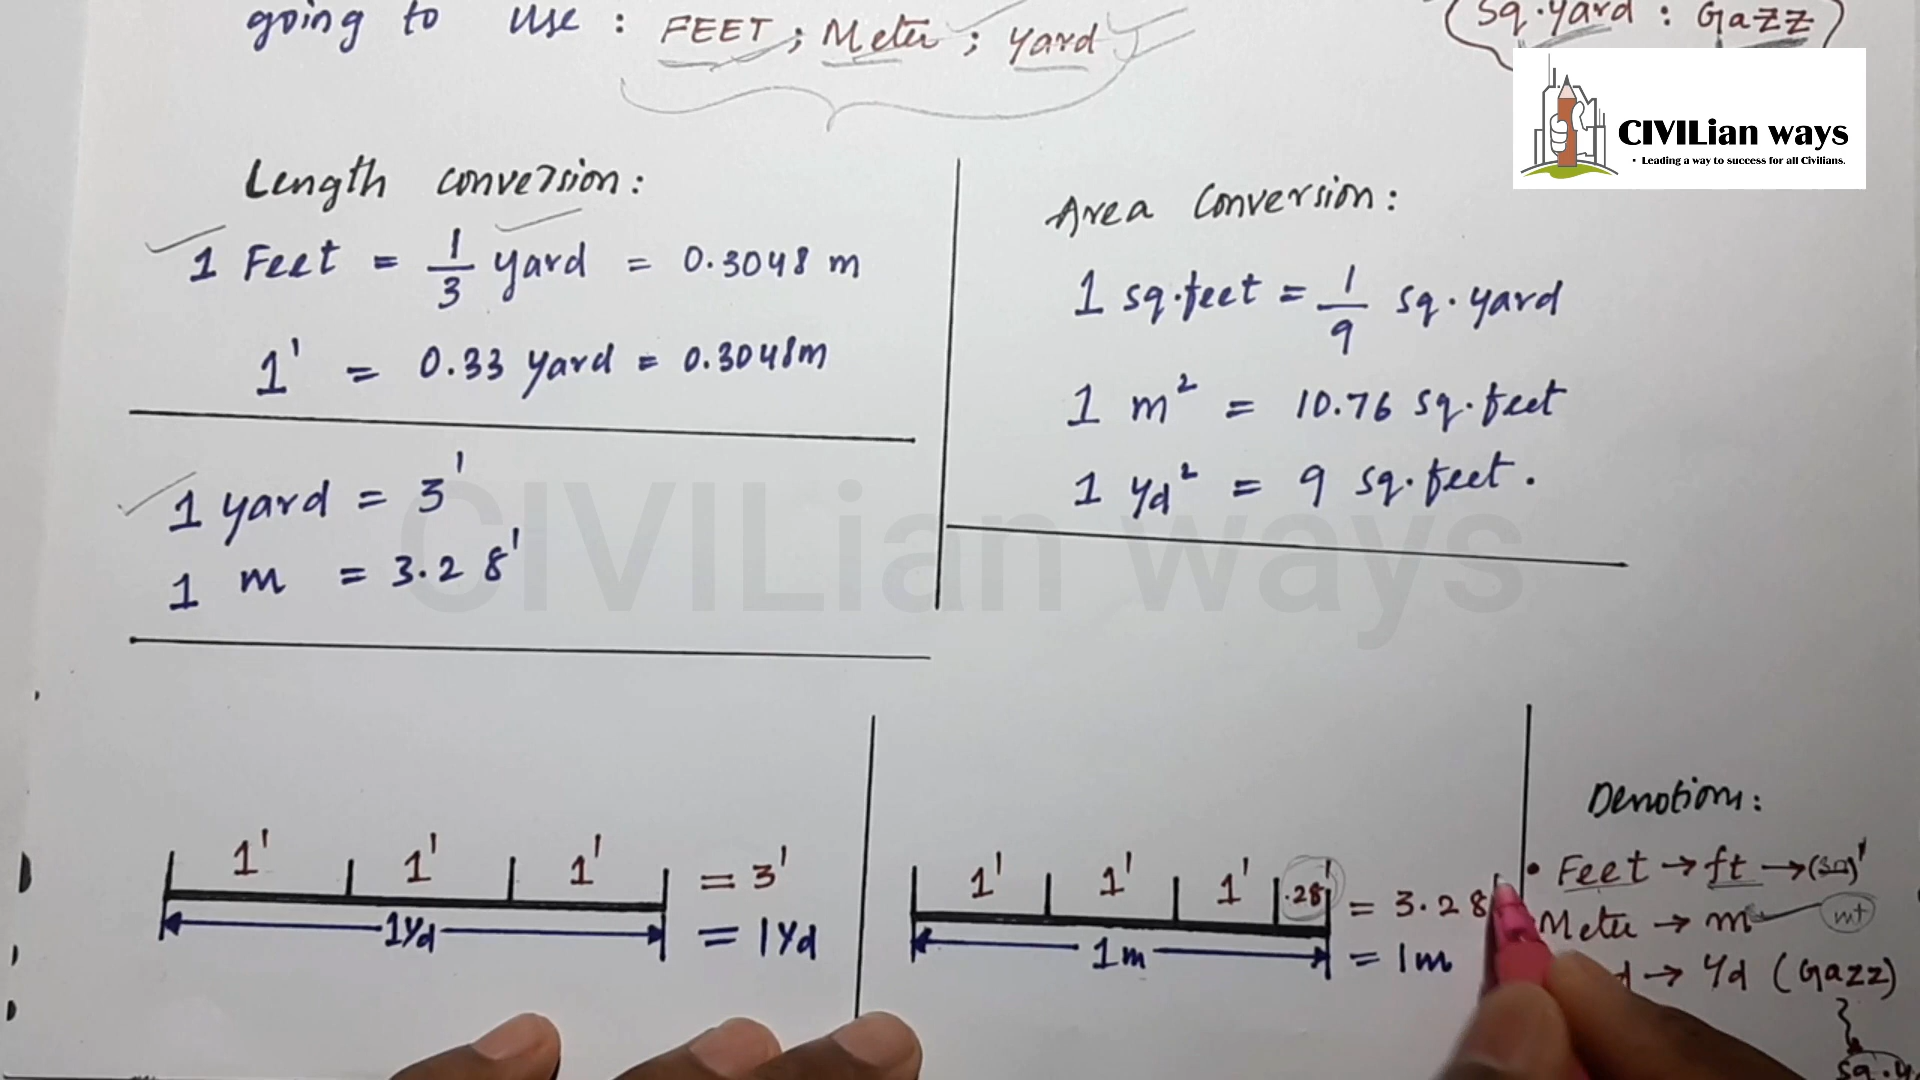 going to use : FEET ; Meter ; yard
Sq.yard : GaZZ
CIVILian ways
• Leading a way to success for all Civilians.
Length conversion:
1 Feet = 1/3 yard = 0.3048 m
1' = 0.33 yard = 0.3048m
1 yard = 3'
1 m = 3.28'
Area Conversion:
1 sq.feet = 1/9 sq.yard
1 m² = 10.76 sq.feet
1 yd² = 9 sq.feet.
CIVILian ways
1' 1' 1' = 3'
1Yd = 1Yd
1' 1' 1' .28' = 3.28'
1m = 1m
Denotions:
• Feet → ft → (30)'
Meter → m mt
d → Yd (Gazz)
sq.y